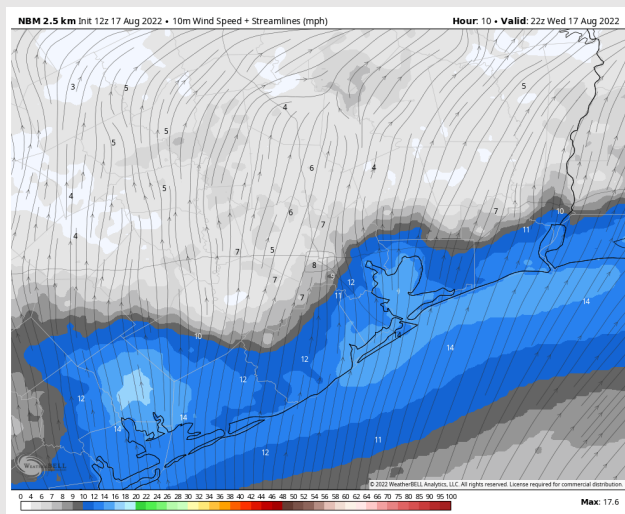 NBM 2.5 km Init 12z 17 Aug 2022 • 10m Wind Speed + Streamlines (mph) Hour: 10 • Valid: 22z Wed 17 Aug 2022
3 5 5
4
5 5
6 4
4 5
6 7 7 10
4 11
7 5
8
7 9 12
7 11 14
10 14
14
12
12
12
14
14
11
12
WeatherBELL
© 2022 WeatherBELL Analytics, LLC. All rights reserved. License required for commercial distribution.
0 4 6 7 8 9 10 12 14 16 18 20 22 24 26 28 30 32 34 36 38 40 42 44 46 48 50 52 54 56 58 60 65 70 75 80 85 90 95 100
Max: 17.6